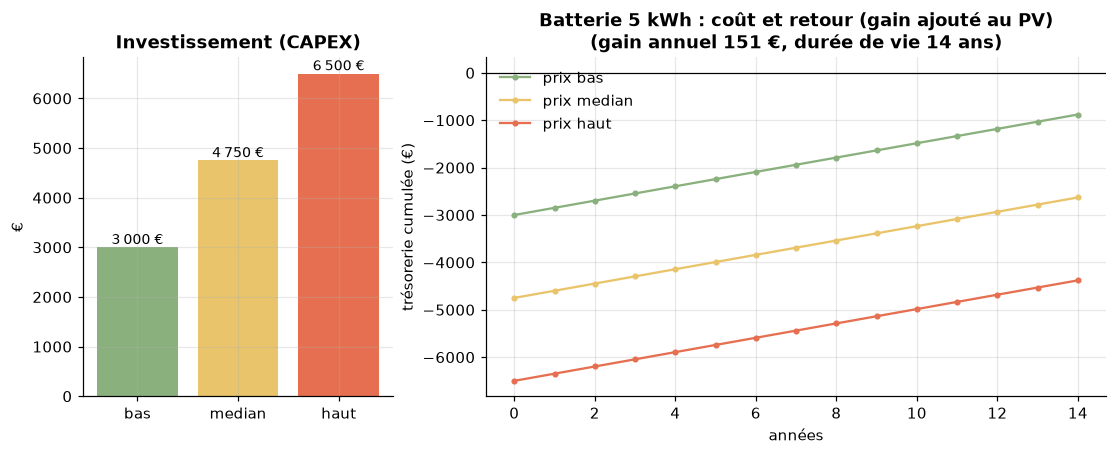 Investissement (CAPEX)
€
6000
5000
4000
3000
2000
1000
0
3 000 €
4 750 €
6 500 €
bas
median
haut
Batterie 5 kWh : coût et retour (gain ajouté au PV)
(gain annuel 151 €, durée de vie 14 ans)
prix bas
prix median
prix haut
trésorerie cumulée (€)
0
−1000
−2000
−3000
−4000
−5000
−6000
0
2
4
6
8
10
12
14
années